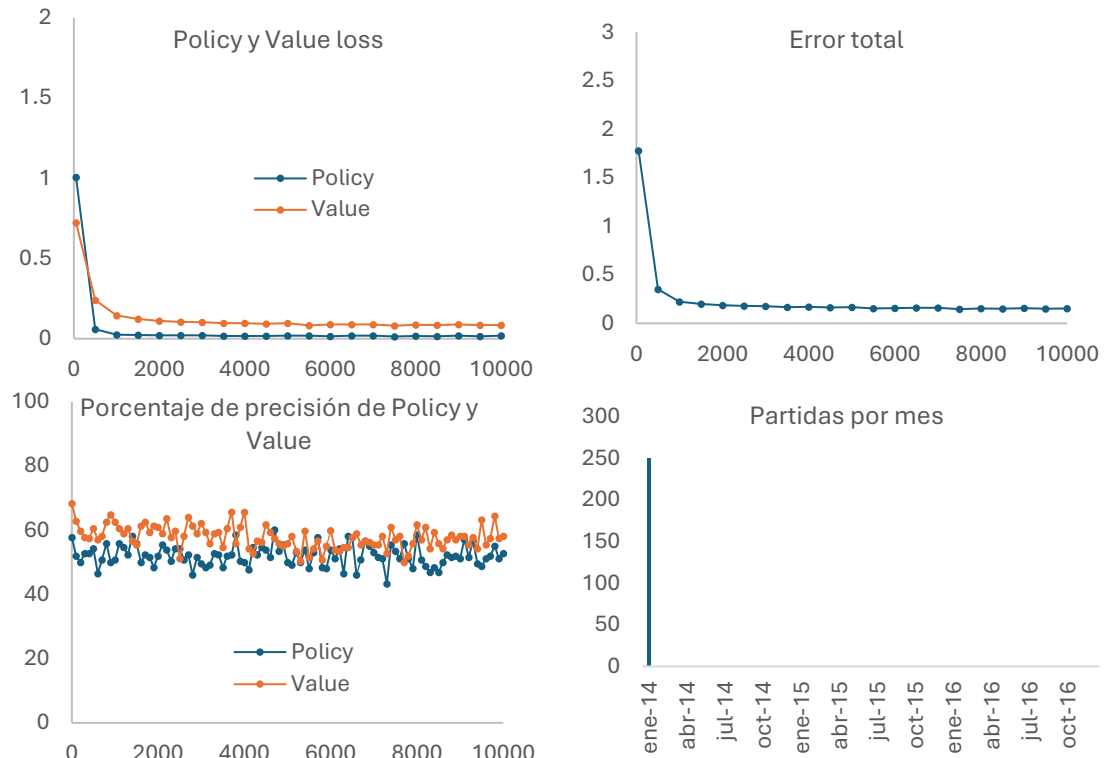 Policy y Value loss
2
1.5
1
0.5
0
Policy
Value
0 2000 4000 6000 8000 10000
Error total
3
2.5
2
1.5
1
0.5
0
0 2000 4000 6000 8000 10000
Porcentaje de precisión de Policy y
Value
100
80
60
40
20
0
Policy
Value
0 2000 4000 6000 8000 10000
Partidas por mes
300
250
200
150
100
50
0
ene-14
abr-14
jul-14
oct-14
ene-15
abr-15
jul-15
oct-15
ene-16
abr-16
jul-16
oct-16